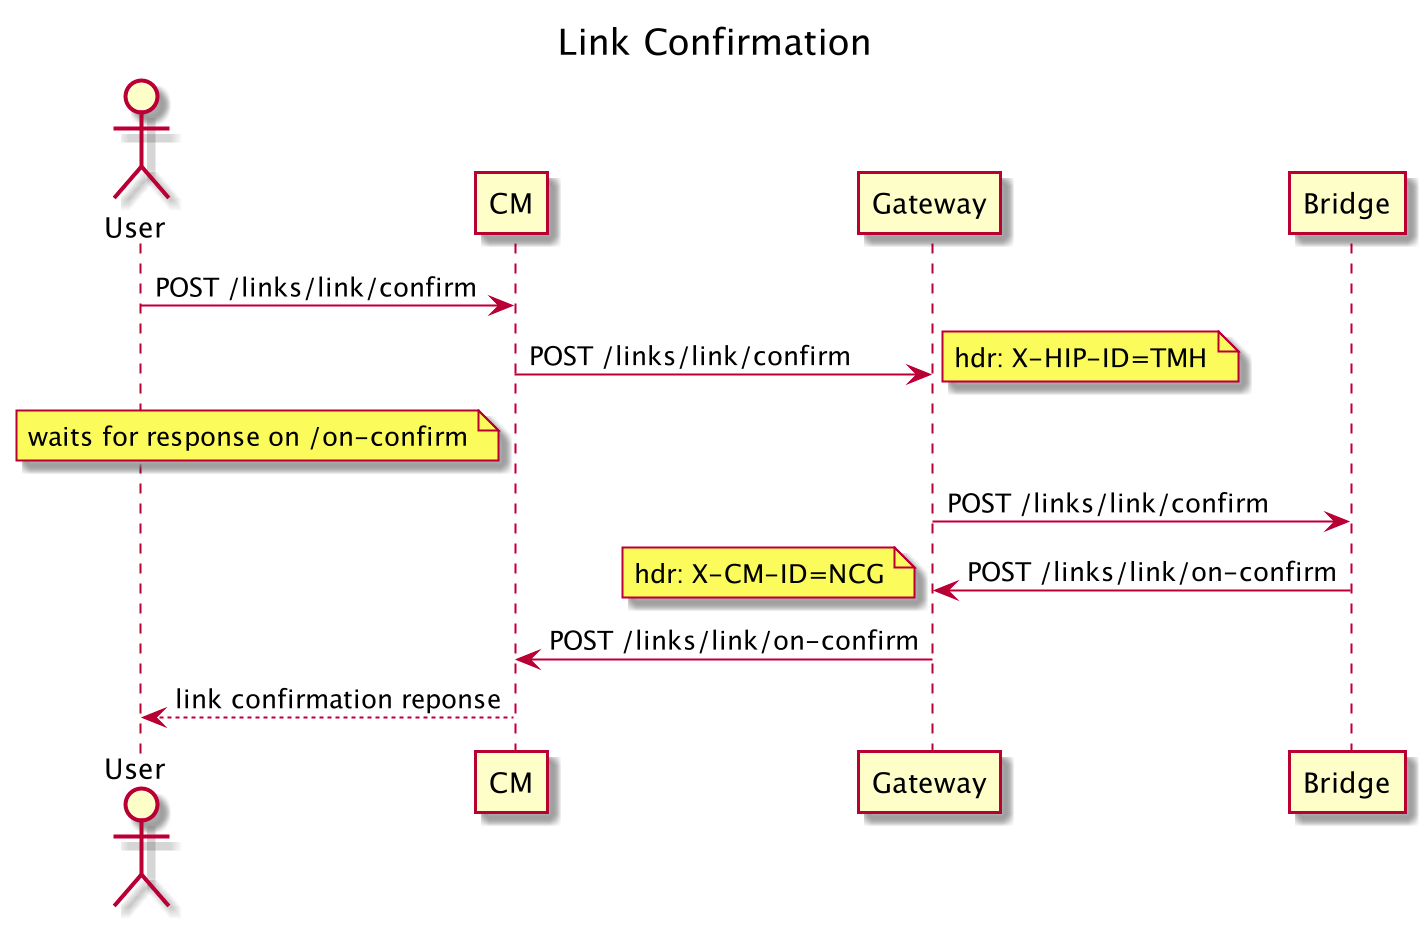 Link Confirmation
User
CM
Gateway
Bridge
POST /links/link/confirm
POST /links/link/confirm
hdr: X-HIP-ID=TMH
waits for response on /on-confirm
POST /links/link/confirm
hdr: X-CM-ID=NCG
POST /links/link/on-confirm
POST /links/link/on-confirm
link confirmation reponse
User
CM
Gateway
Bridge